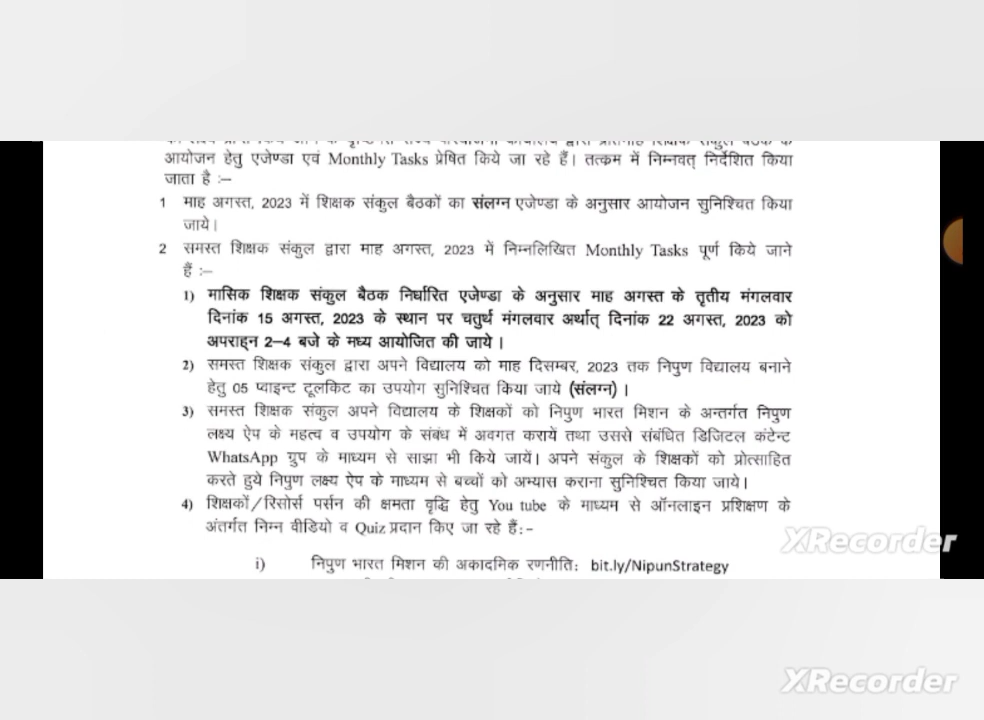 आयोजन हेतु एजेण्डा एवं Monthly Tasks प्रेषित किये जा रहे हैं। तत्क्रम में निम्नवत् निर्देशित किया
जाता है :–
1 माह अगस्त, 2023 में शिक्षक संकुल बैठकों का संलग्न एजेण्डा के अनुसार आयोजन सुनिश्चित किया
जाये।
2 समस्त शिक्षक संकुल द्वारा माह अगस्त, 2023 में निम्नलिखित Monthly Tasks पूर्ण किये जाने
हैं :–
1) मासिक शिक्षक संकुल बैठक निर्धारित एजेण्डा के अनुसार माह अगस्त के तृतीय मंगलवार
दिनांक 15 अगस्त, 2023 के स्थान पर चतुर्थ मंगलवार अर्थात् दिनांक 22 अगस्त, 2023 को
अपराह्न 2–4 बजे के मध्य आयोजित की जाये ।
2) समस्त शिक्षक संकुल द्वारा अपने विद्यालय को माह दिसम्बर, 2023 तक निपुण विद्यालय बनाने
हेतु 05 प्वाइन्ट टूलकिट का उपयोग सुनिश्चित किया जाये (संलग्न) ।
3) समस्त शिक्षक संकुल अपने विद्यालय के शिक्षकों को निपुण भारत मिशन के अन्तर्गत निपुण
लक्ष्य ऐप के महत्व व उपयोग के संबंध में अवगत करायें तथा उससे संबंधित डिजिटल कंटेन्ट
WhatsApp ग्रुप के माध्यम से साझा भी किये जायें। अपने संकुल के शिक्षकों को प्रोत्साहित
करते हुये निपुण लक्ष्य ऐप के माध्यम से बच्चों को अभ्यास कराना सुनिश्चित किया जाये।
4) शिक्षकों/रिसोर्स पर्सन की क्षमता वृद्धि हेतु You tube के माध्यम से ऑनलाइन प्रशिक्षण के
अंतर्गत निम्न वीडियो व Quiz प्रदान किए जा रहे हैं:-
XRecorder
i) निपुण भारत मिशन की अकादमिक रणनीति: bit.ly/NipunStrategy
XRecorder